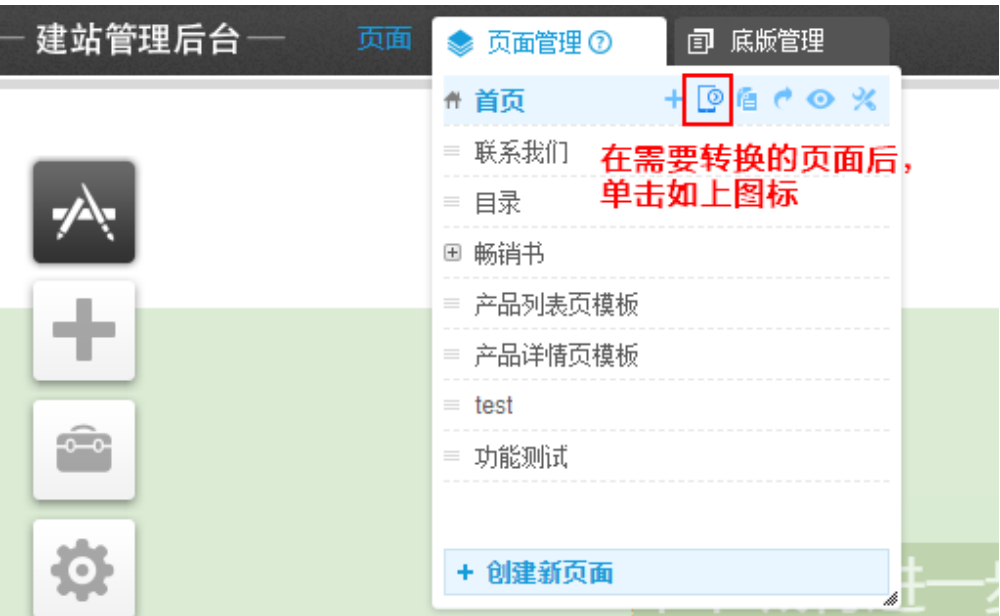 建站管理后台
页面
页面管理
底版管理
首页
在需要转换的页面后，
单击如上图标
联系我们
目录
畅销书
产品列表页模板
产品详情页模板
test
功能测试
+ 创建新页面